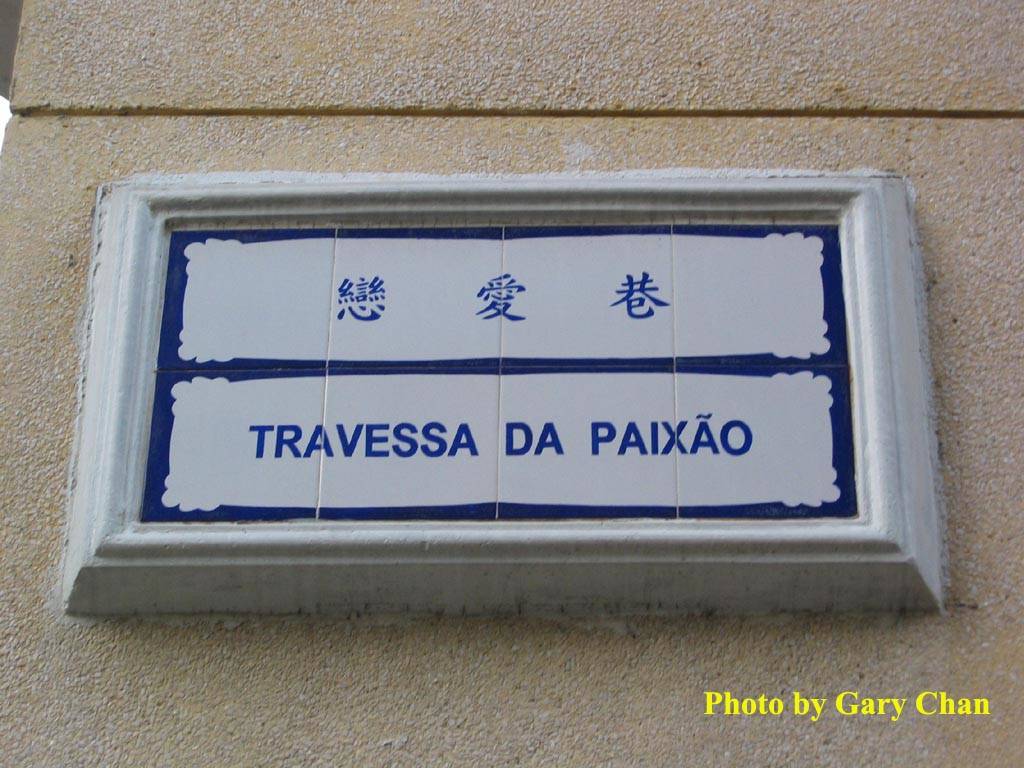 戀愛巷
TRAVESSA DA PAIXÃO
Photo by Gary Chan